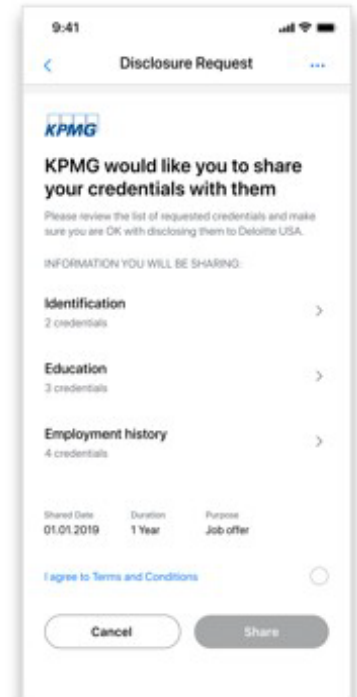 9:41
Disclosure Request
KPMG
KPMG would like you to share
your credentials with them
Please review the list of requested credentials and make
sure you are OK with disclosing them to Deloitte USA.
INFORMATION YOU WILL BE SHARING:
Identification
2 credentials
Education
3 credentials
Employment history
4 credentials
Shared Date Duration Purpose
01.01.2019 1 Year Job offer
I agree to Terms and Conditions
Cancel Share